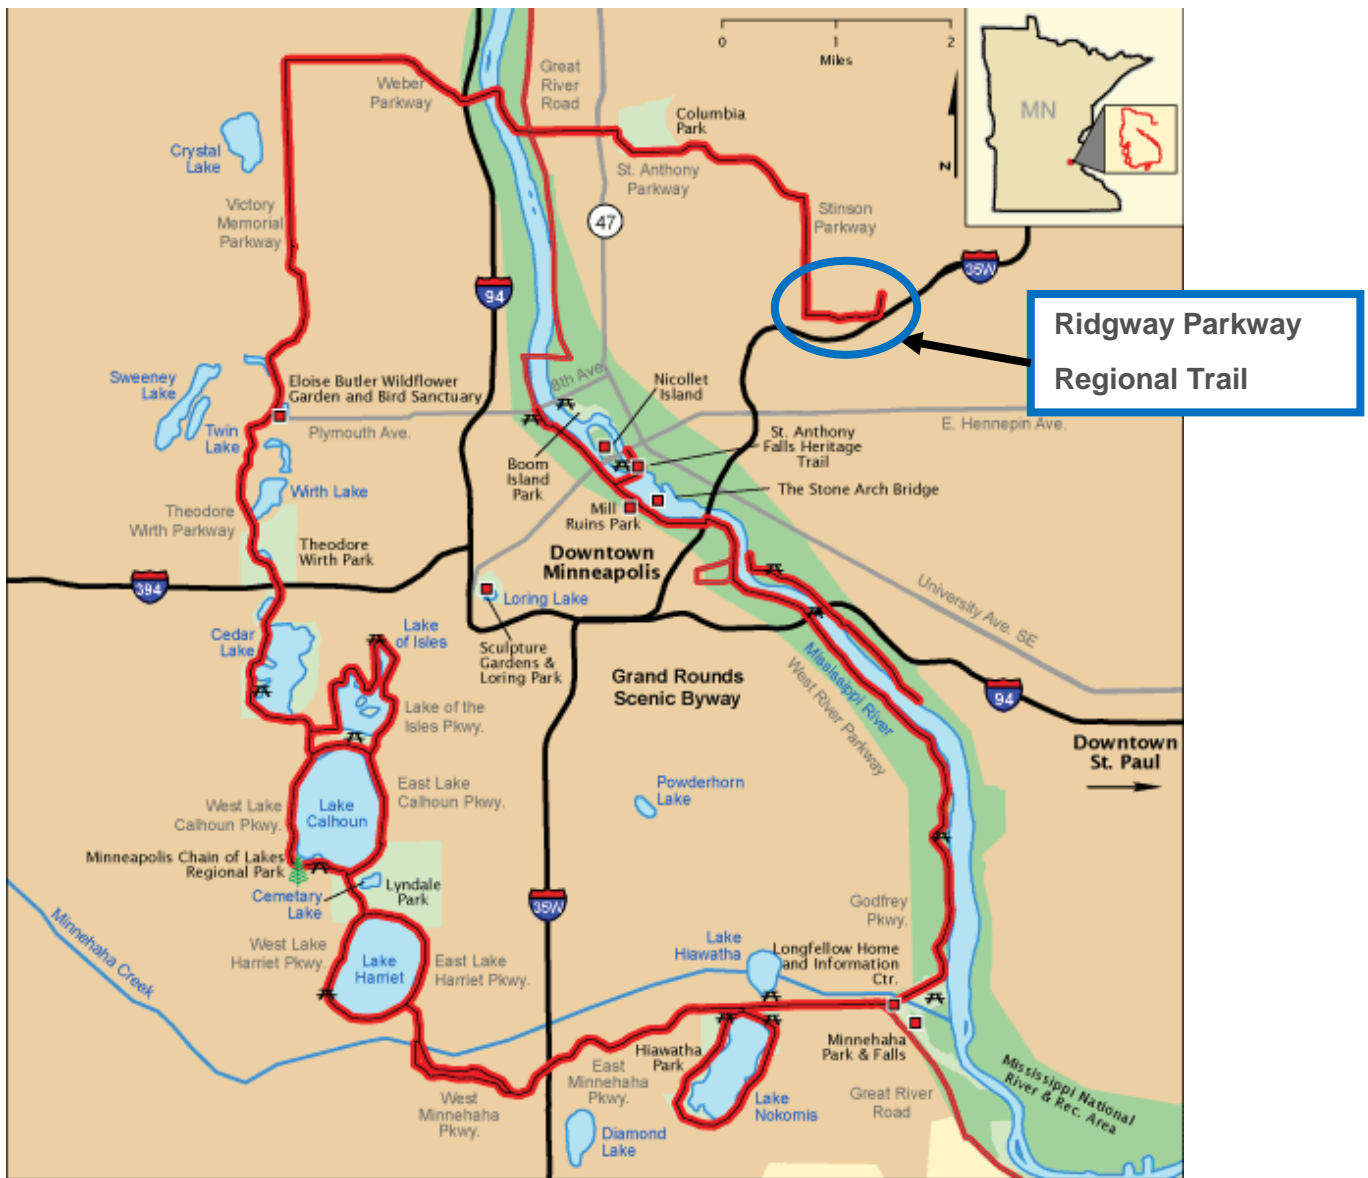 0
1
2
Miles
MN
N
Great
River
Road
Weber
Parkway
Columbia
Park
Crystal
Lake
St. Anthony
Parkway
Victory
Memorial
Parkway
47
Stinson
Parkway
35W
94
Ridgway Parkway
Regional Trail
Sweeney
Lake
Eloise Butler Wildflower
Garden and Bird Sanctuary
8th Ave.
Nicollet
Island
Twin
Lake
Plymouth Ave.
E. Hennepin Ave.
St. Anthony
Falls Heritage
Trail
Boom
Island
Park
Wirth Lake
The Stone Arch Bridge
Theodore
Wirth Parkway
Mill
Ruins Park
Theodore
Wirth Park
Downtown
Minneapolis
394
Loring Lake
University Ave. SE
Cedar
Lake
Lake
of Isles
Sculpture
Gardens &
Loring Park
Grand Rounds
Scenic Byway
Mississippi River
West River Parkway
94
Lake of the
Isles Pkwy.
Downtown
St. Paul
East Lake
Calhoun Pkwy.
Powderhorn
Lake
West Lake
Calhoun Pkwy.
Lake
Calhoun
Minneapolis Chain of Lakes
Regional Park
Cemetary
Lake
Lyndale
Park
35W
Godfrey
Pkwy.
Minnehaha Creek
West Lake
Harriet Pkwy.
Lake
Harriet
East Lake
Harriet Pkwy.
Lake
Hiawatha
Longfellow Home
and Information
Ctr.
Hiawatha
Park
Minnehaha
Park & Falls
East
Minnehaha
Pkwy.
West
Minnehaha
Pkwy.
Lake
Nokomis
Great River
Road
Mississippi National
River & Rec. Area
Diamond
Lake